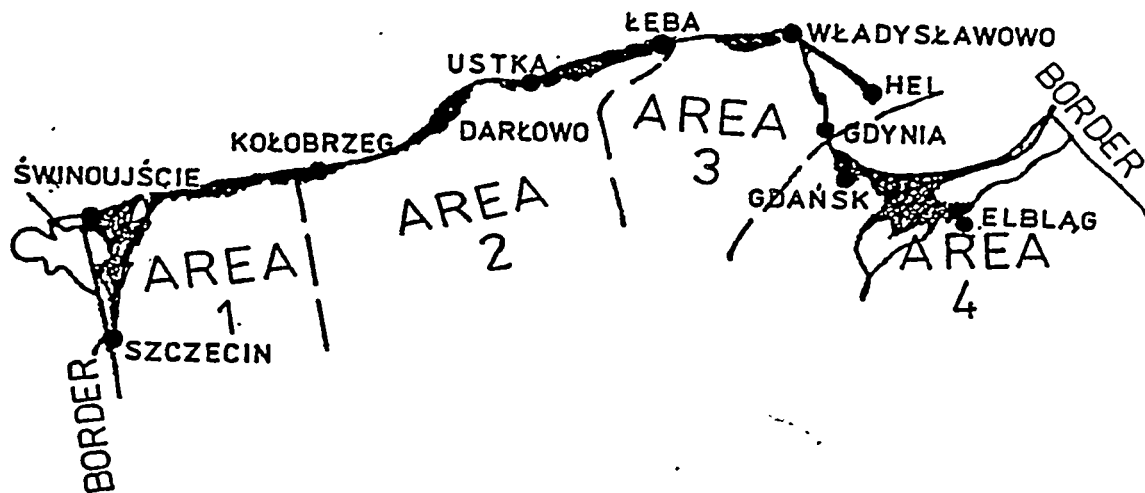 ŁEBA
WŁADYSŁAWOWO
USTKA
HEL
BORDER
AREA
3
DARŁOWO
GDYNIA
KOŁOBRZEG
ŚWINOUJŚCIE
AREA
2
GDAŃSK
ELBLĄG
AREA
1
AREA
4
SZCZECIN
BORDER